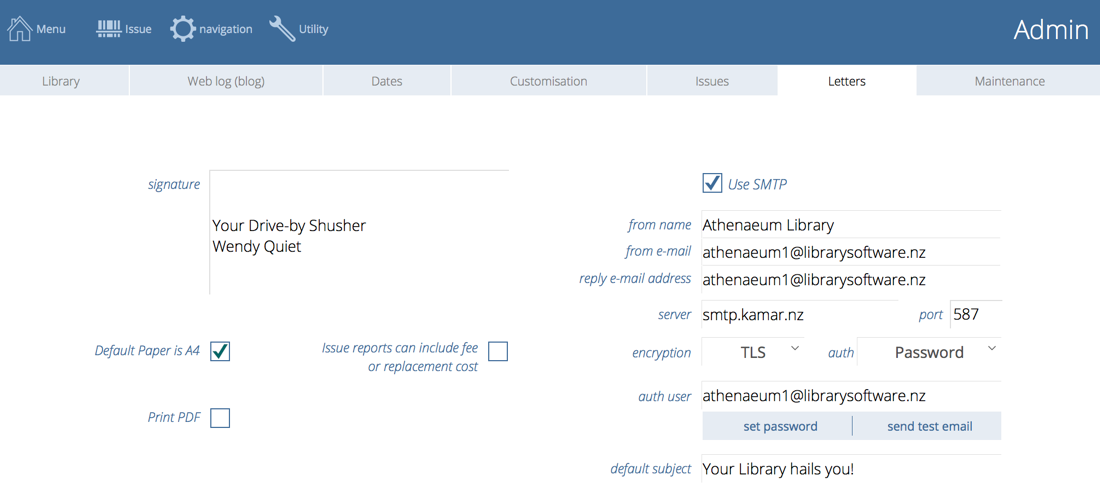 Menu Issue navigation Utility Admin
Library Web log (blog) Dates Customisation Issues Letters Maintenance
signature
Your Drive-by Shusher
Wendy Quiet
Default Paper is A4
Issue reports can include fee
or replacement cost
Print PDF
Use SMTP
from name Athenaeum Library
from e-mail athenaeum1@librarysoftware.nz
reply e-mail address athenaeum1@librarysoftware.nz
server smtp.kamar.nz port 587
encryption TLS auth Password
auth user athenaeum1@librarysoftware.nz
set password send test email
default subject Your Library hails you!